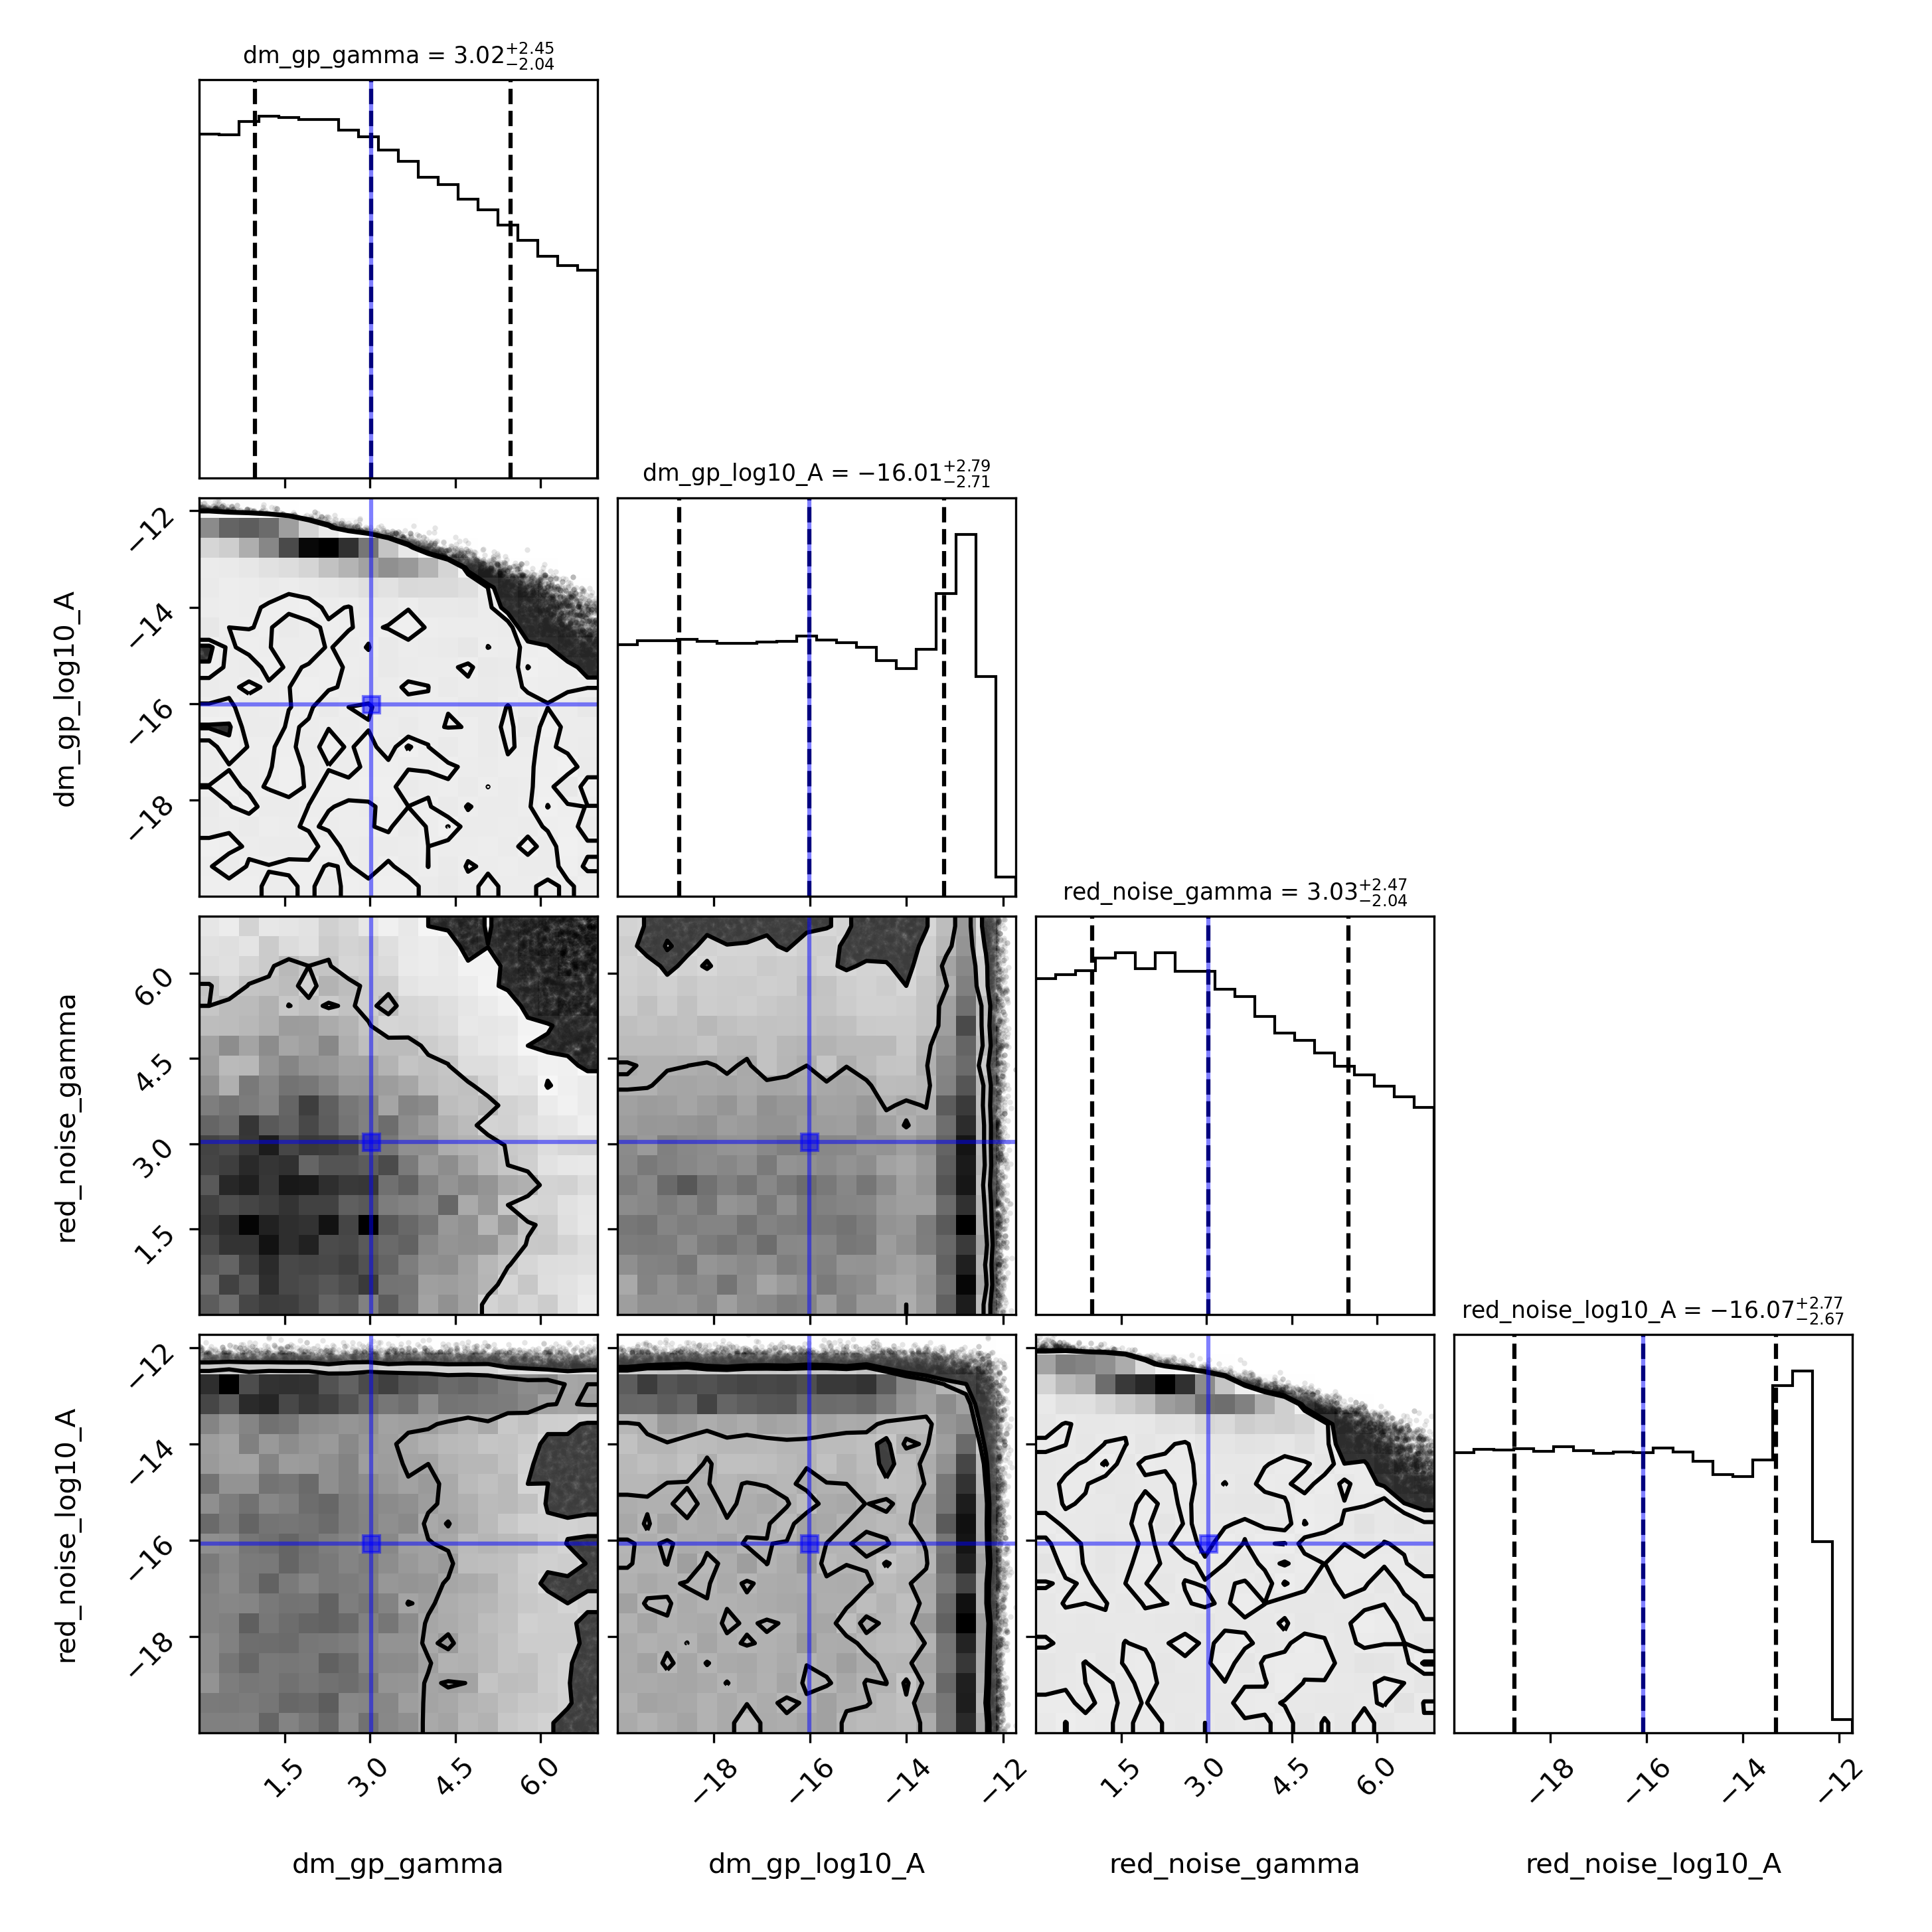 dm_gp_gamma = 3.02^{+2.45}_{−2.04}
dm_gp_log10_A = −16.01^{+2.79}_{−2.71}
red_noise_gamma = 3.03^{+2.47}_{−2.04}
red_noise_log10_A = −16.07^{+2.77}_{−2.67}
dm_gp_log10_A
−12
−14
−16
−18
red_noise_gamma
6.0
4.5
3.0
1.5
red_noise_log10_A
−12
−14
−16
−18
1.5 3.0 4.5 6.0
−18 −16 −14 −12
1.5 3.0 4.5 6.0
−18 −16 −14 −12
dm_gp_gamma
dm_gp_log10_A
red_noise_gamma
red_noise_log10_A